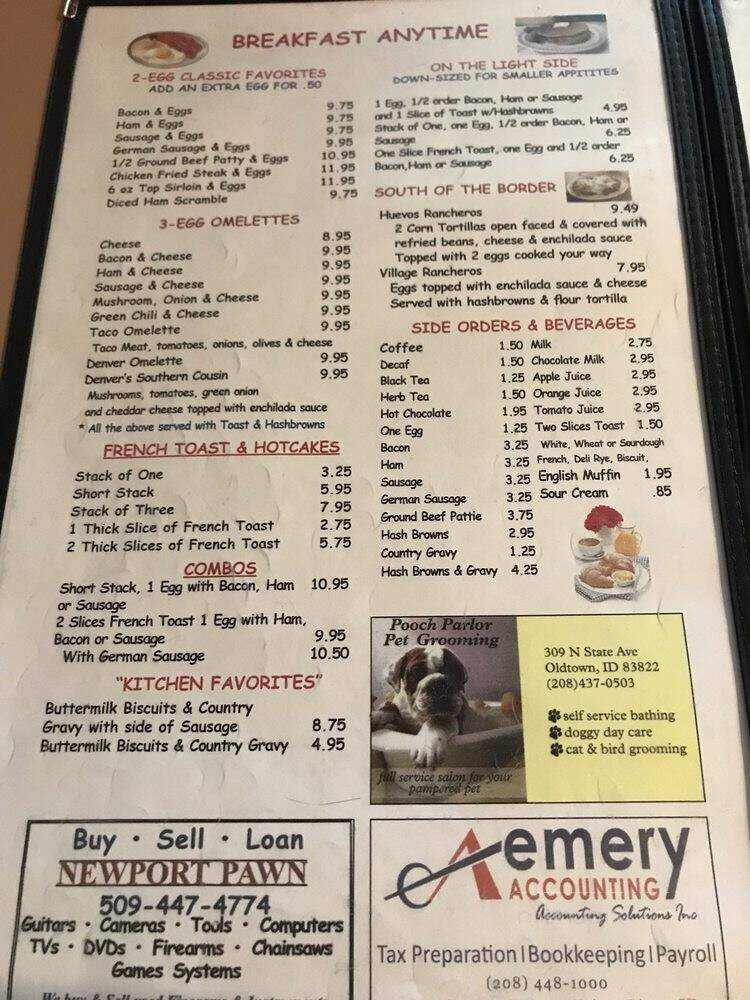 BREAKFAST ANYTIME
2-EGG CLASSIC FAVORITES
ADD AN EXTRA EGG FOR .50
Bacon & Eggs 9.75
Ham & Eggs 9.75
Sausage & Eggs 9.75
German Sausage & Eggs 9.95
1/2 Ground Beef Patty & Eggs 10.95
Chicken Fried Steak & Eggs 11.95
6 oz Top Sirloin & Eggs 11.95
Diced Ham Scramble 9.75
3-EGG OMELETTES
Cheese 8.95
Bacon & Cheese 9.95
Ham & Cheese 9.95
Sausage & Cheese 9.95
Mushroom, Onion & Cheese 9.95
Green Chili & Cheese 9.95
Taco Omelette 9.95
Taco Meat, tomatoes, onions, olives & cheese
Denver Omelette 9.95
Denver's Southern Cousin 9.95
Mushrooms, tomatoes, green onion
and cheddar cheese topped with enchilada sauce
* All the above served with Toast & Hashbrowns
FRENCH TOAST & HOTCAKES
Stack of One 3.25
Short Stack 5.95
Stack of Three 7.95
1 Thick Slice of French Toast 2.75
2 Thick Slices of French Toast 5.75
COMBOS
Short Stack, 1 Egg with Bacon, Ham 10.95
or Sausage
2 Slices French Toast 1 Egg with Ham,
Bacon or Sausage 9.95
With German Sausage 10.50
"KITCHEN FAVORITES"
Buttermilk Biscuits & Country
Gravy with side of Sausage 8.75
Buttermilk Biscuits & Country Gravy 4.95
ON THE LIGHT SIDE
DOWN-SIZED FOR SMALLER APPITITES
1 Egg, 1/2 order Bacon, Ham or Sausage
and 1 Slice of Toast w/Hashbrowns 4.95
Stack of One, one Egg, 1/2 order Bacon, Ham or
Sausage 6.25
One Slice French Toast, one Egg and 1/2 order
Bacon,Ham or Sausage 6.25
SOUTH OF THE BORDER
Huevos Rancheros 9.49
2 Corn Tortillas open faced & covered with
refried beans, cheese & enchilada sauce
Topped with 2 eggs cooked your way
Village Rancheros 7.95
Eggs topped with enchilada sauce & cheese
Served with hashbrowns & flour tortilla
SIDE ORDERS & BEVERAGES
Coffee 1.50 Milk 2.75
Decaf 1.50 Chocolate Milk 2.95
Black Tea 1.25 Apple Juice 2.95
Herb Tea 1.50 Orange Juice 2.95
Hot Chocolate 1.95 Tomato Juice 2.95
One Egg 1.25 Two Slices Toast 1.50
Bacon 3.25 White, Wheat or Sourdough
Ham 3.25 French, Deli Rye, Biscuit,
Sausage 3.25 English Muffin 1.95
German Sausage 3.25 Sour Cream .85
Ground Beef Pattie 3.75
Hash Browns 2.95
Country Gravy 1.25
Hash Browns & Gravy 4.25
Pooch Parlor
Pet Grooming
full service salon for your
pampered pet
309 N State Ave
Oldtown, ID 83822
(208)437-0503
self service bathing
doggy day care
cat & bird grooming
Buy · Sell · Loan
NEWPORT PAWN
509-447-4774
Guitars · Cameras · Tools · Computers
TVs · DVDs · Firearms · Chainsaws
Games Systems
We buy & Sell used Firearms &
Aemery
ACCOUNTING
Accounting Solutions Inc
Tax Preparation|Bookkeeping|Payroll
(208) 448-1000